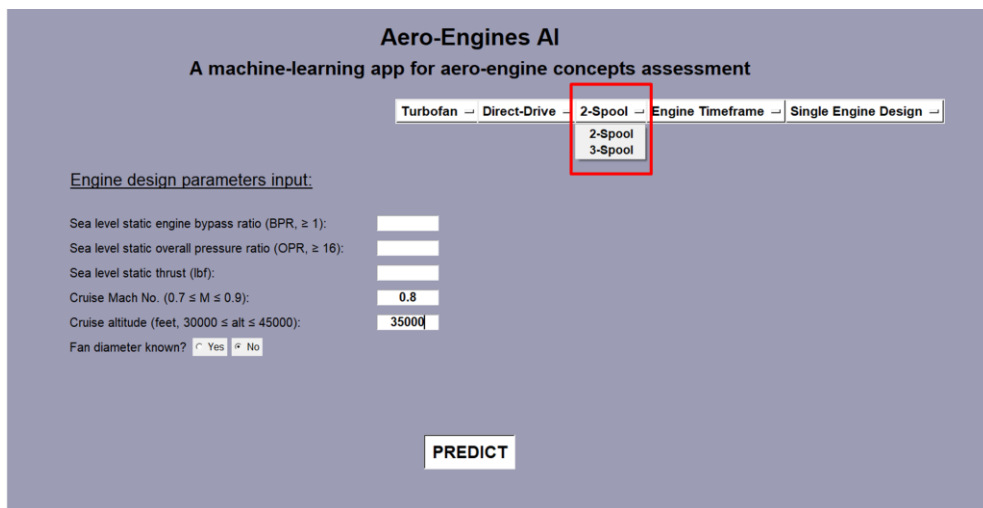 Aero-Engines AI
A machine-learning app for aero-engine concepts assessment
Turbofan Direct-Drive 2-Spool Engine Timeframe Single Engine Design
2-Spool
3-Spool
Engine design parameters input:
Sea level static engine bypass ratio (BPR, ≥ 1):
Sea level static overall pressure ratio (OPR, ≥ 16):
Sea level static thrust (lbf):
Cruise Mach No. (0.7 ≤ M ≤ 0.9): 0.8
Cruise altitude (feet, 30000 ≤ alt ≤ 45000): 35000
Fan diameter known? Yes No
PREDICT